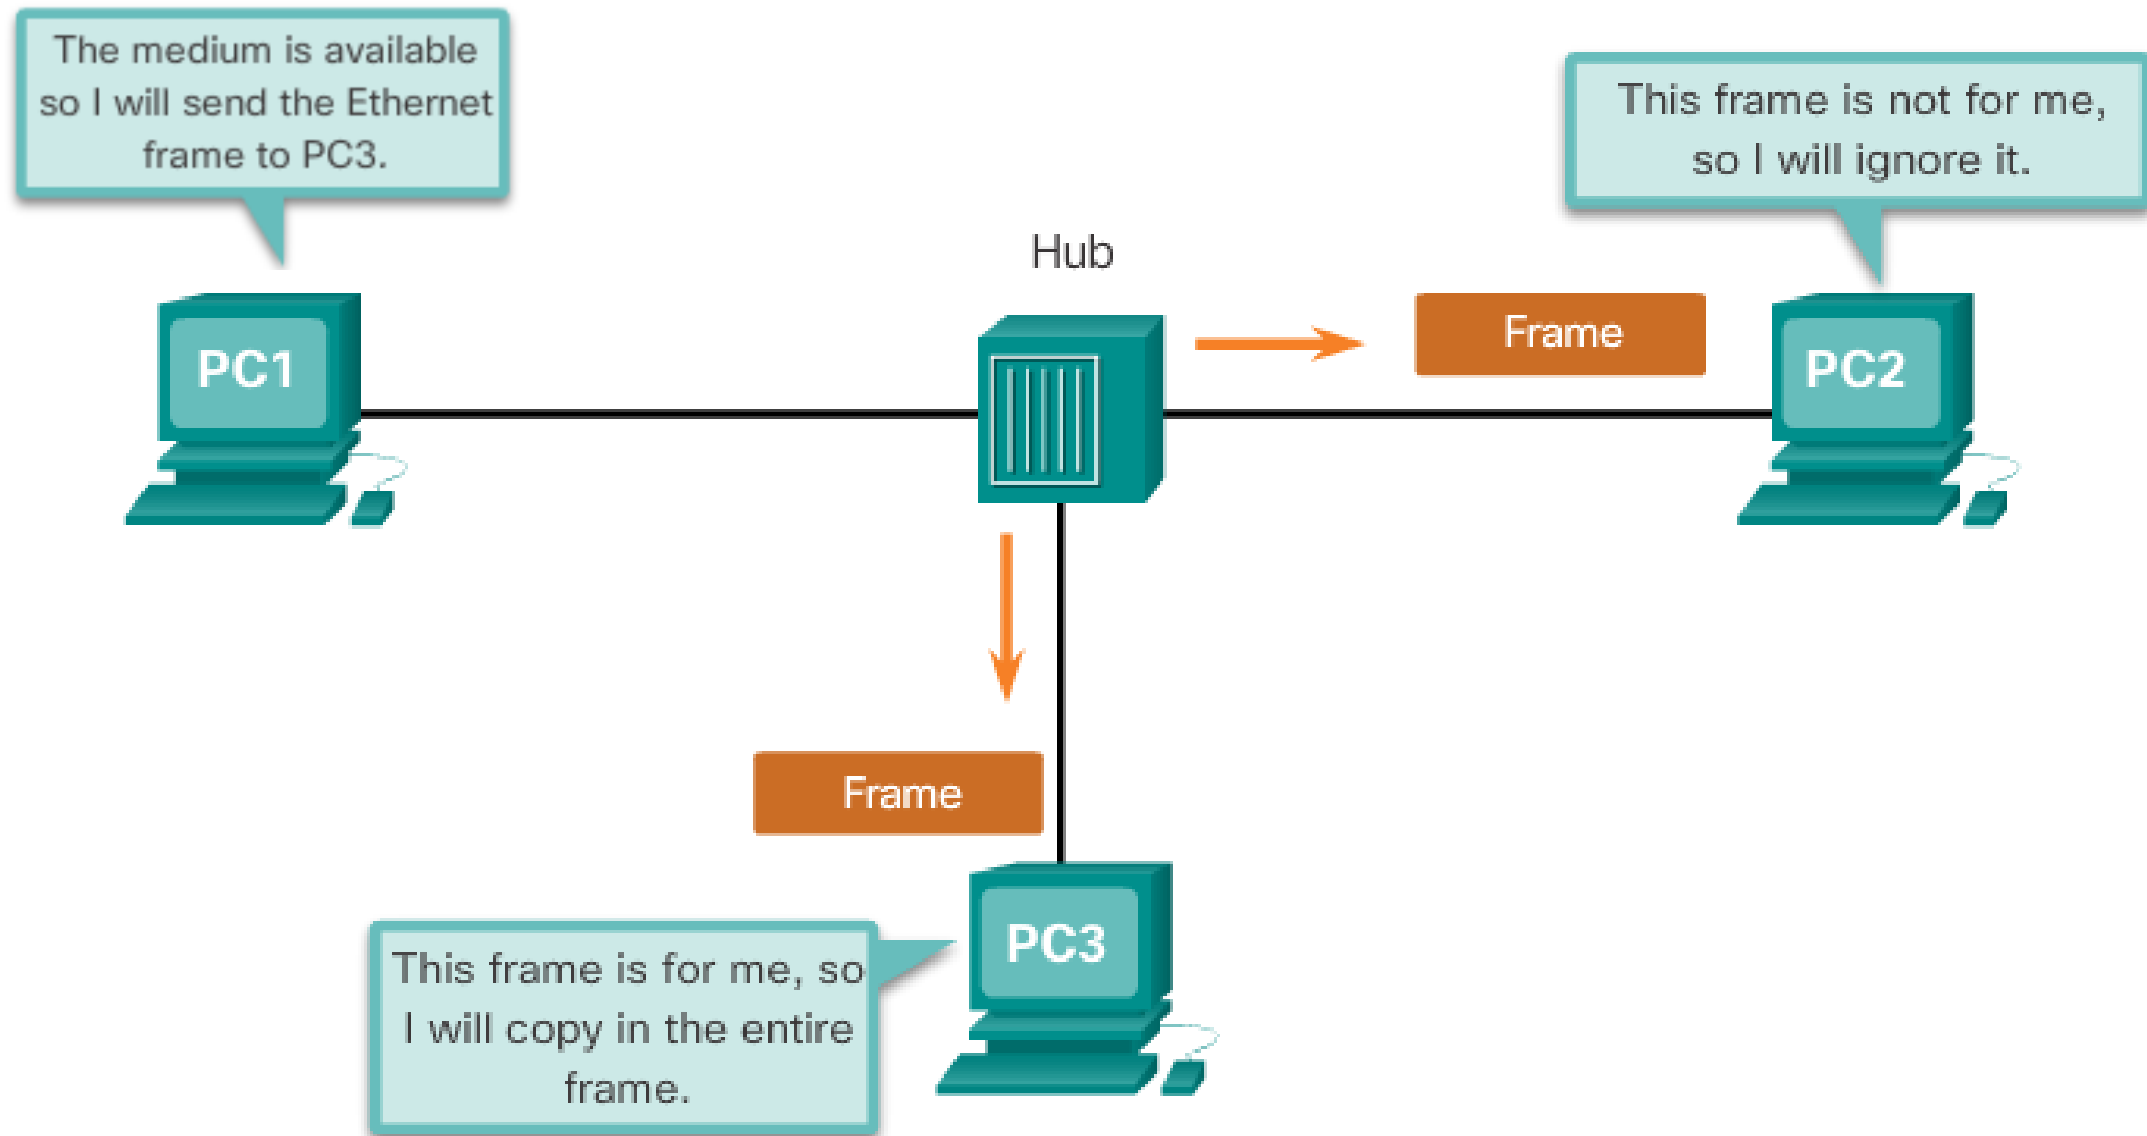 The medium is available
so I will send the Ethernet
frame to PC3.
This frame is not for me,
so I will ignore it.
Hub
Frame
PC1
PC2
Frame
PC3
This frame is for me, so
I will copy in the entire
frame.